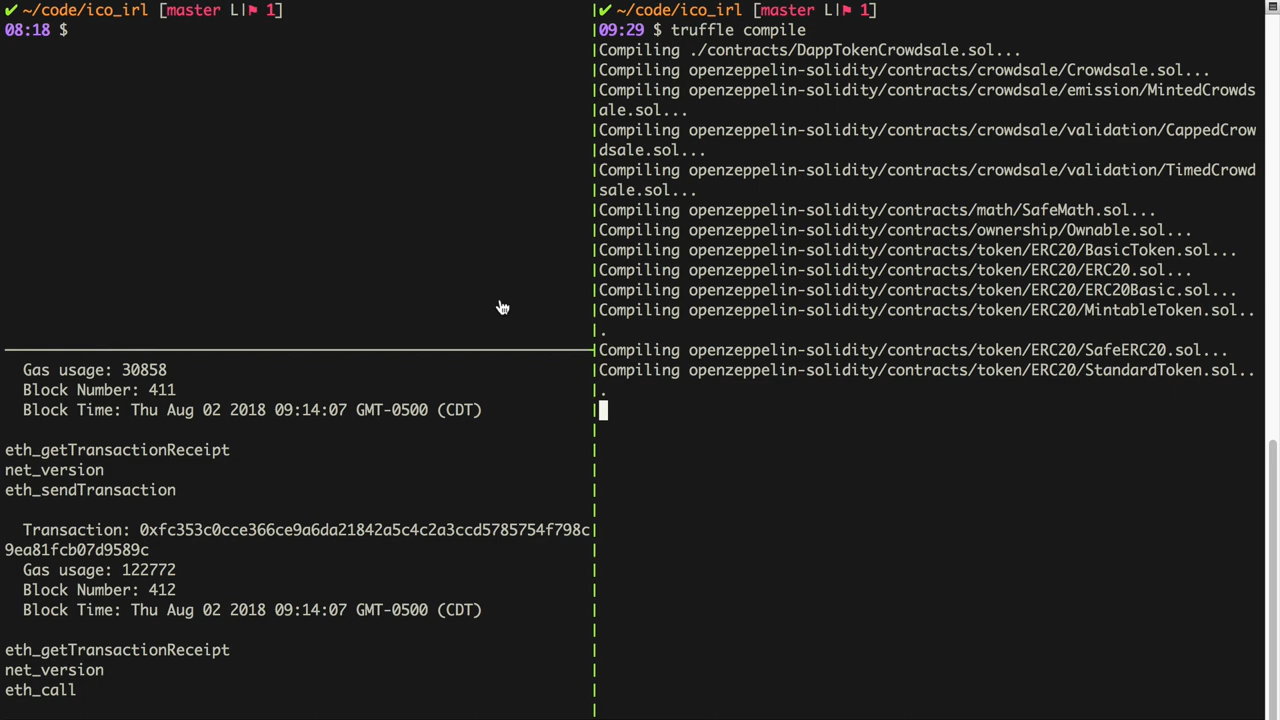 ✔ ~/code/ico_irl [master L|⚑ 1]
08:18 $
Gas usage: 30858
Block Number: 411
Block Time: Thu Aug 02 2018 09:14:07 GMT-0500 (CDT)
eth_getTransactionReceipt
net_version
eth_sendTransaction
Transaction: 0xfc353c0cce366ce9a6da21842a5c4c2a3ccd5785754f798c
9ea81fcb07d9589c
Gas usage: 122772
Block Number: 412
Block Time: Thu Aug 02 2018 09:14:07 GMT-0500 (CDT)
eth_getTransactionReceipt
net_version
eth_call
✔ ~/code/ico_irl [master L|⚑ 1]
09:29 $ truffle compile
Compiling ./contracts/DappTokenCrowdsale.sol...
Compiling openzeppelin-solidity/contracts/crowdsale/Crowdsale.sol...
Compiling openzeppelin-solidity/contracts/crowdsale/emission/MintedCrowds
ale.sol...
Compiling openzeppelin-solidity/contracts/crowdsale/validation/CappedCrow
dsale.sol...
Compiling openzeppelin-solidity/contracts/crowdsale/validation/TimedCrowd
sale.sol...
Compiling openzeppelin-solidity/contracts/math/SafeMath.sol...
Compiling openzeppelin-solidity/contracts/ownership/Ownable.sol...
Compiling openzeppelin-solidity/contracts/token/ERC20/BasicToken.sol...
Compiling openzeppelin-solidity/contracts/token/ERC20/ERC20.sol...
Compiling openzeppelin-solidity/contracts/token/ERC20/ERC20Basic.sol...
Compiling openzeppelin-solidity/contracts/token/ERC20/MintableToken.sol..
.
Compiling openzeppelin-solidity/contracts/token/ERC20/SafeERC20.sol...
Compiling openzeppelin-solidity/contracts/token/ERC20/StandardToken.sol..
.